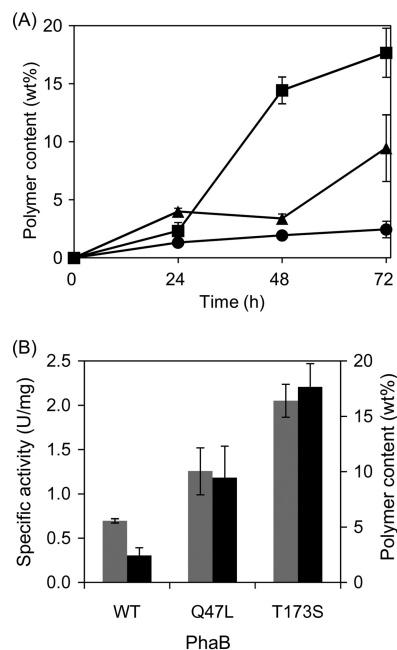 (A)
Polymer content (wt%)
20
15
10
5
0
0 24 48 72
Time (h)
(B)
Specific activity (U/mg)
2.5
2.0
1.5
1.0
0.5
0.0
20
15
10
5
0
Polymer content (wt%)
WT Q47L T173S
PhaB